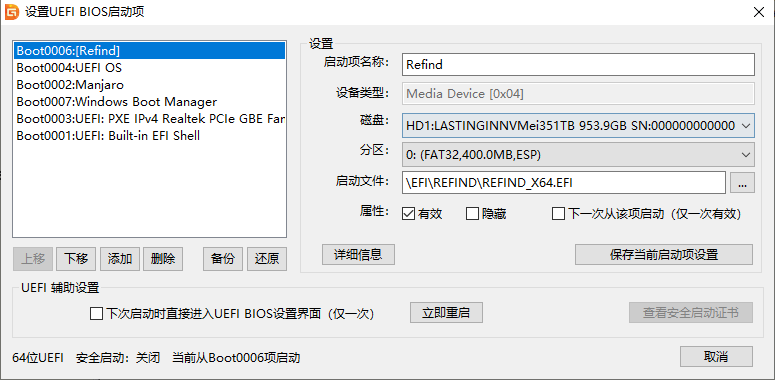 设置UEFI BIOS启动项
Boot0006:[Refind]
Boot0004:UEFI OS
Boot0002:Manjaro
Boot0007:Windows Boot Manager
Boot0003:UEFI: PXE IPv4 Realtek PCIe GBE Fam
Boot0001:UEFI: Built-in EFI Shell
上移 下移 添加 删除 备份 还原
设置
启动项名称: Refind
设备类型: Media Device [0x04]
磁盘: HD1:LASTINGINNVMei351TB 953.9GB SN:000000000000
分区: 0: (FAT32,400.0MB,ESP)
启动文件: \EFI\REFIND\REFIND_X64.EFI ...
属性: 有效 隐藏 下一次从该项启动（仅一次有效）
详细信息 保存当前启动项设置
UEFI 辅助设置
下次启动时直接进入UEFI BIOS设置界面（仅一次） 立即重启 查看安全启动证书
64位UEFI 安全启动：关闭 当前从Boot0006项启动 取消